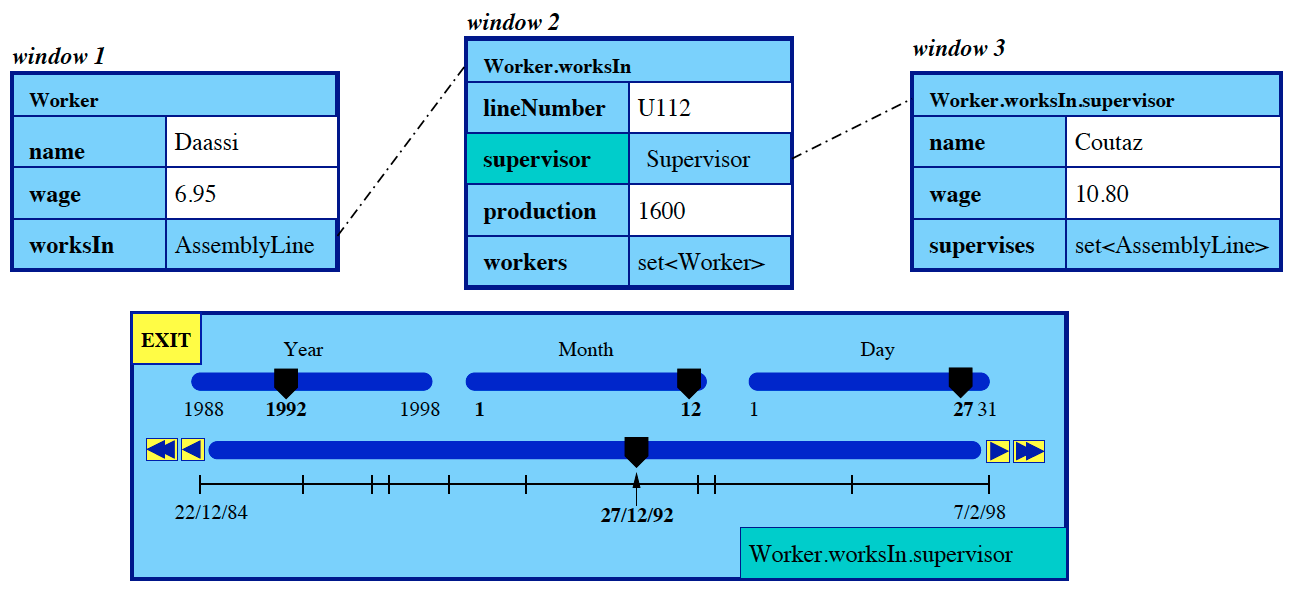 window 1
Worker
name Daassi
wage 6.95
worksIn AssemblyLine
window 2
Worker.worksIn
lineNumber U112
supervisor Supervisor
production 1600
workers set<Worker>
window 3
Worker.worksIn.supervisor
name Coutaz
wage 10.80
supervises set<AssemblyLine>
EXIT
Year Month Day
1988 1992 1998 1 12 1 27 31
22/12/84 27/12/92 7/2/98
Worker.worksIn.supervisor